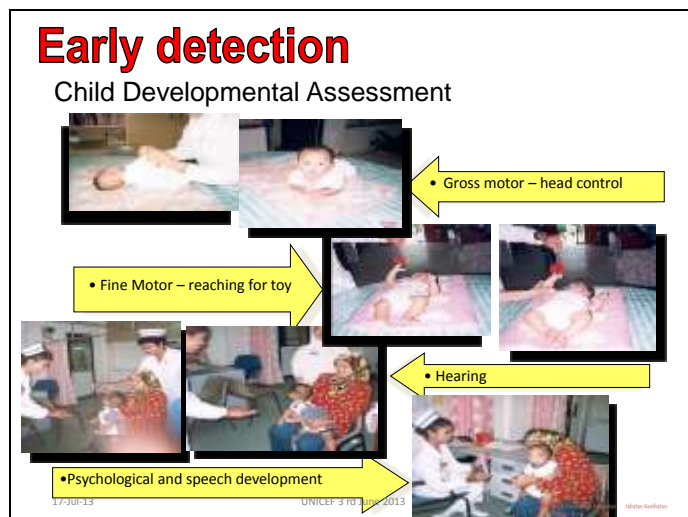 Early detection
Child Developmental Assessment
• Gross motor – head control
• Fine Motor – reaching for toy
• Hearing
•Psychological and speech development
17-Jul-13
UNICEF 3 rd June 2013